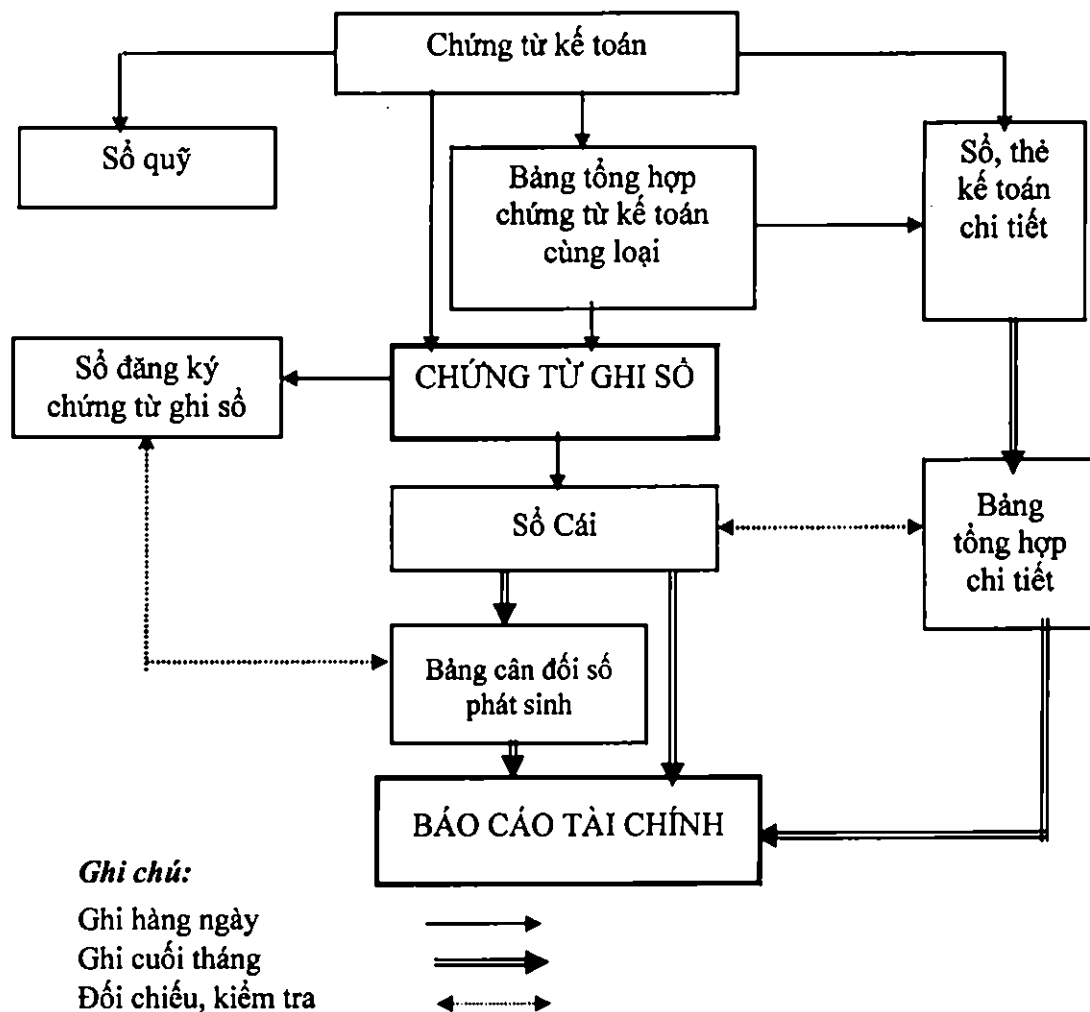 Chứng từ kế toán
Sổ quỹ
Bảng tổng hợp
chứng từ kế toán
cùng loại
Sổ, thẻ
kế toán
chi tiết
Sổ đăng ký
chứng từ ghi sổ
CHỨNG TỪ GHI SỔ
Sổ Cái
Bảng
tổng hợp
chi tiết
Bảng cân đối số
phát sinh
BÁO CÁO TÀI CHÍNH
Ghi chú:
Ghi hàng ngày
Ghi cuối tháng
Đối chiếu, kiểm tra